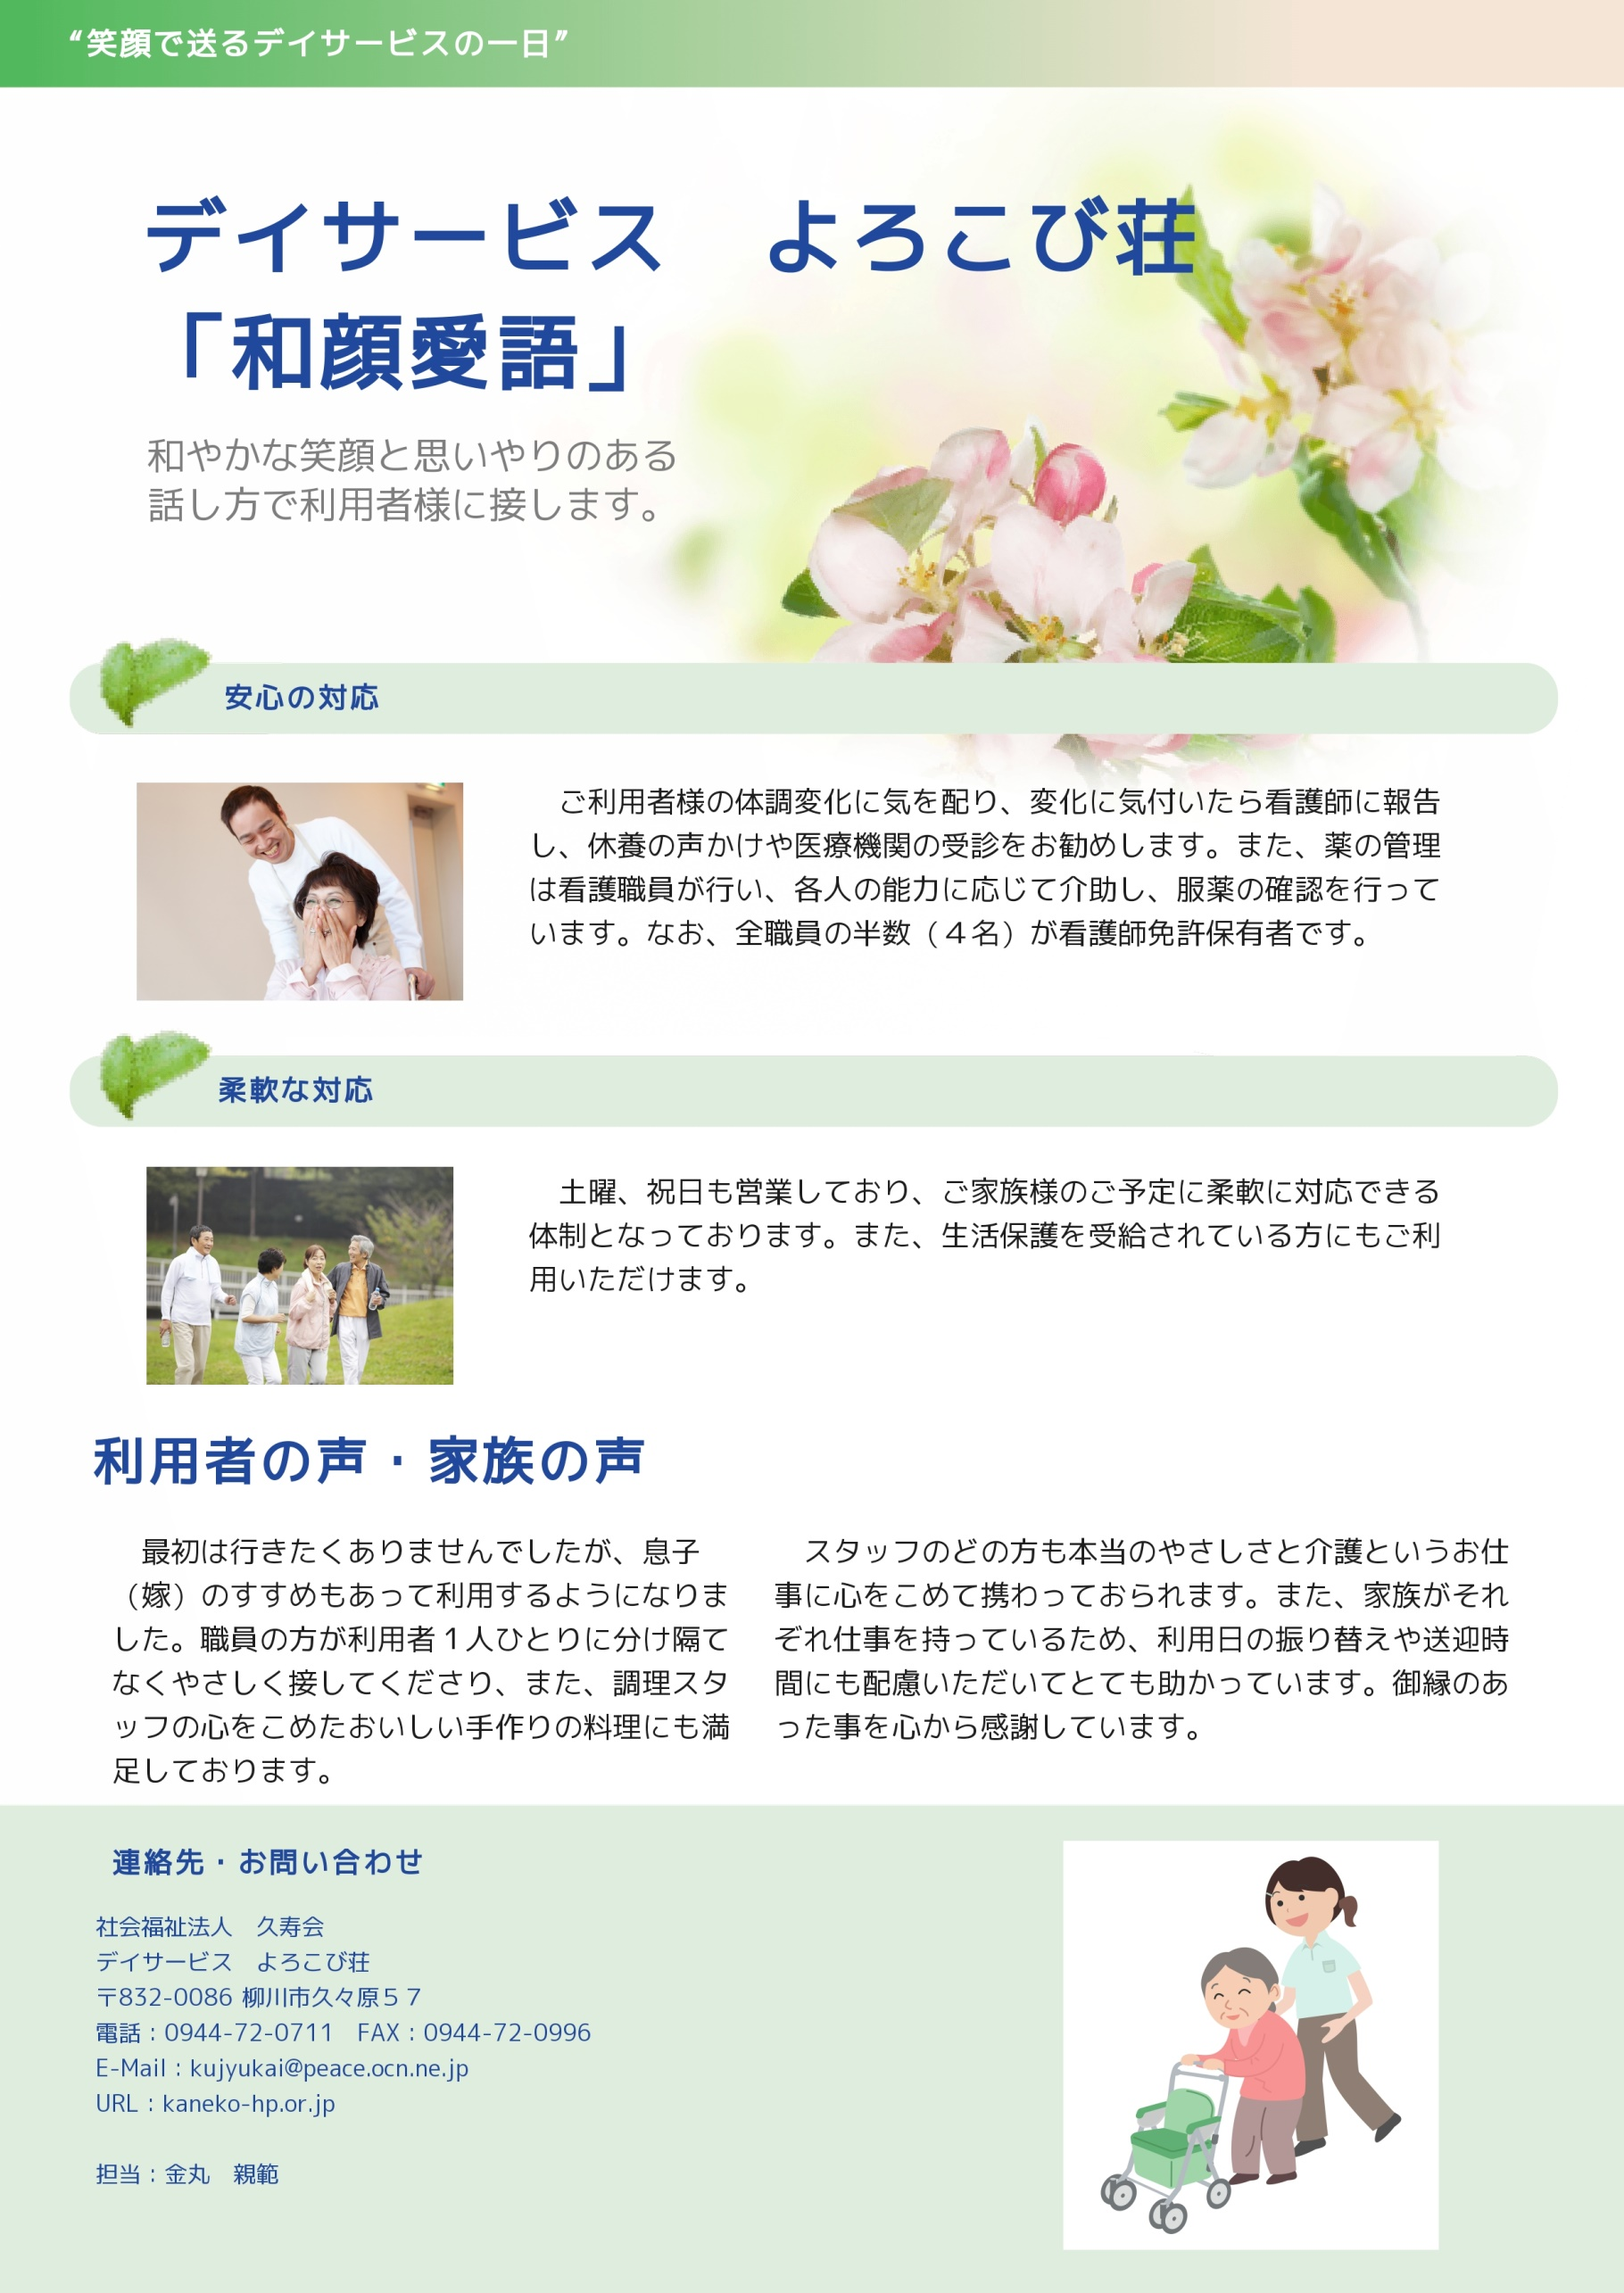 “笑顔で送るデイサービスの一日”
デイサービス　よろこび荘
「和顔愛語」
和やかな笑顔と思いやりのある
話し方で利用者様に接します。
安心の対応
ご利用者様の体調変化に気を配り、変化に気付いたら看護師に報告
し、休養の声かけや医療機関の受診をお勧めします。また、薬の管理
は看護職員が行い、各人の能力に応じて介助し、服薬の確認を行って
います。なお、全職員の半数（４名）が看護師免許保有者です。
柔軟な対応
土曜、祝日も営業しており、ご家族様のご予定に柔軟に対応できる
体制となっております。また、生活保護を受給されている方にもご利
用いただけます。
利用者の声・家族の声
最初は行きたくありませんでしたが、息子
（嫁）のすすめもあって利用するようになりま
した。職員の方が利用者１人ひとりに分け隔て
なくやさしく接してくださり、また、調理スタ
ッフの心をこめたおいしい手作りの料理にも満
足しております。
スタッフのどの方も本当のやさしさと介護というお仕
事に心をこめて携わっておられます。また、家族がそれ
ぞれ仕事を持っているため、利用日の振り替えや送迎時
間にも配慮いただいてとても助かっています。御縁のあ
った事を心から感謝しています。
連絡先・お問い合わせ
社会福祉法人　久寿会
デイサービス　よろこび荘
〒832-0086 柳川市久々原５７
電話：0944-72-0711　FAX：0944-72-0996
E-Mail：kujyukai@peace.ocn.ne.jp
URL：kaneko-hp.or.jp
担当：金丸　親範